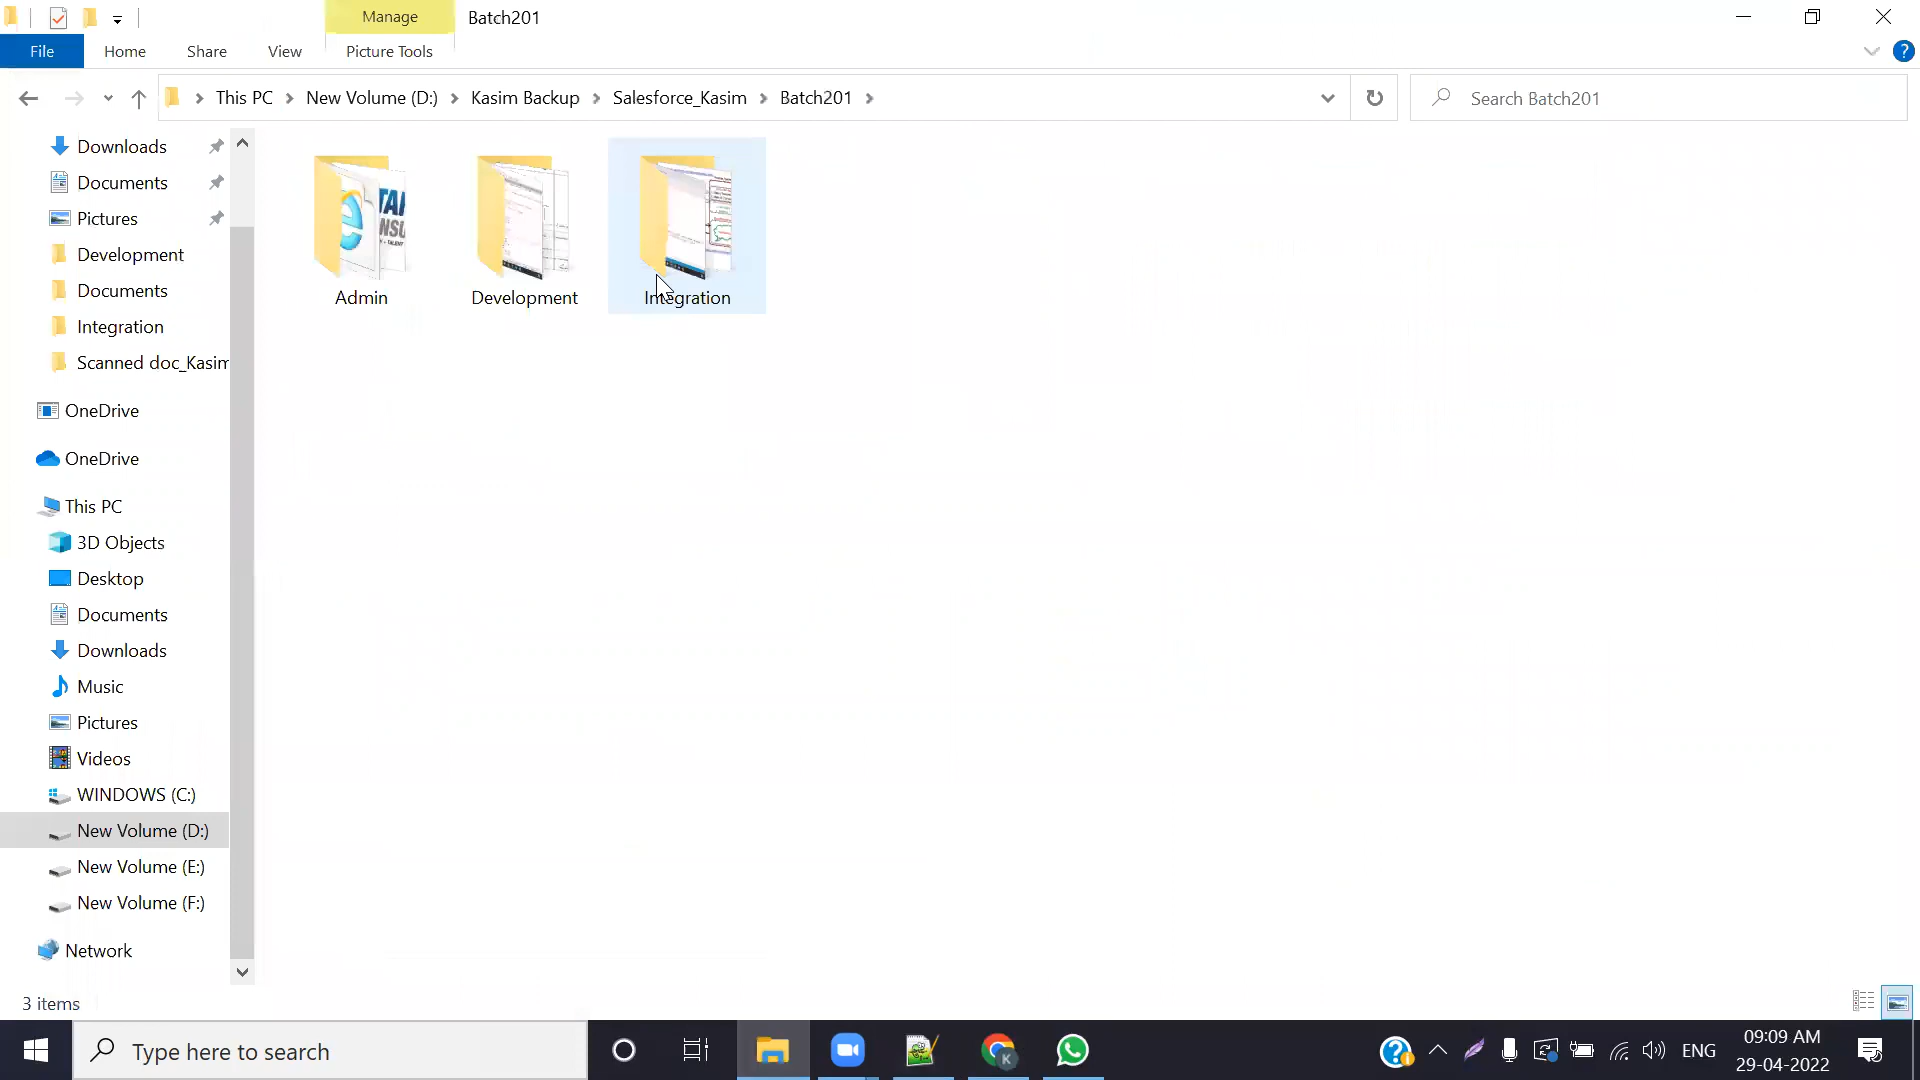 Manage
Batch201
File
Home
Share
View
Picture Tools
This PC
New Volume (D:)
Kasim Backup
Salesforce_Kasim
Batch201
Search Batch201
Downloads
Documents
Pictures
Development
Documents
Integration
Scanned doc_Kasim
OneDrive
OneDrive
This PC
3D Objects
Desktop
Documents
Downloads
Music
Pictures
Videos
WINDOWS (C:)
New Volume (D:)
New Volume (E:)
New Volume (F:)
Network
Admin
Development
Integration
3 items
Type here to search
K
ENG
09:09 AM
29-04-2022